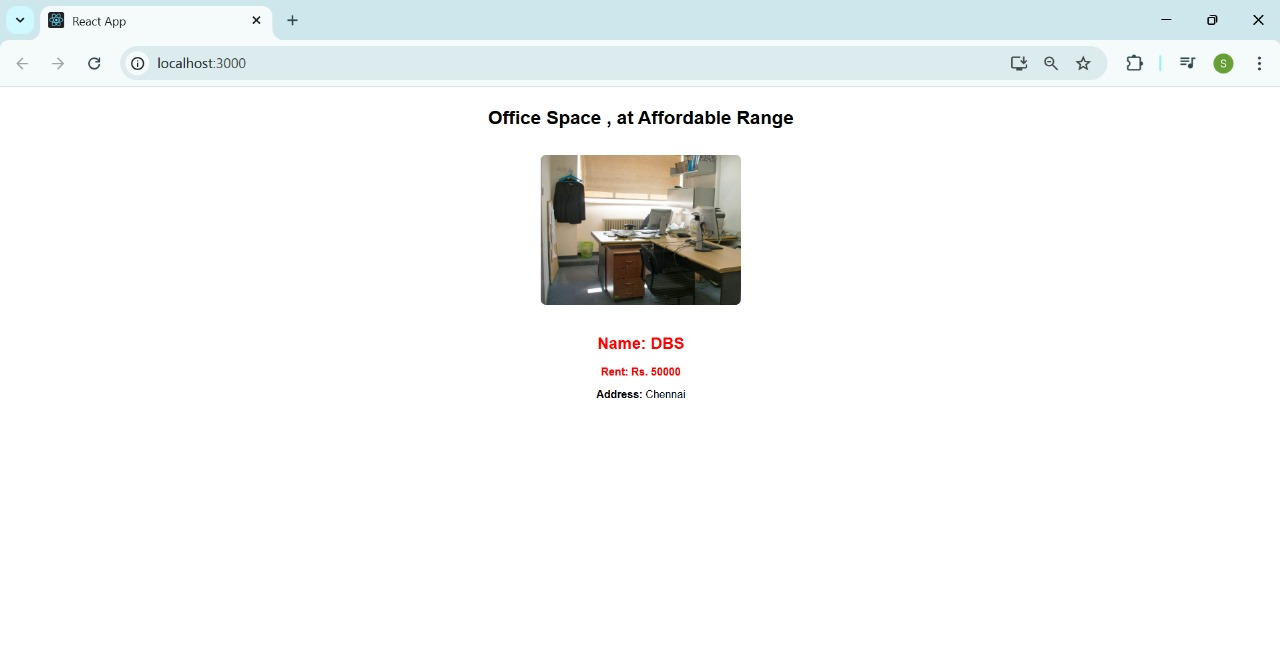 React App
localhost:3000
S
Office Space , at Affordable Range
Name: DBS
Rent: Rs. 50000
Address: Chennai